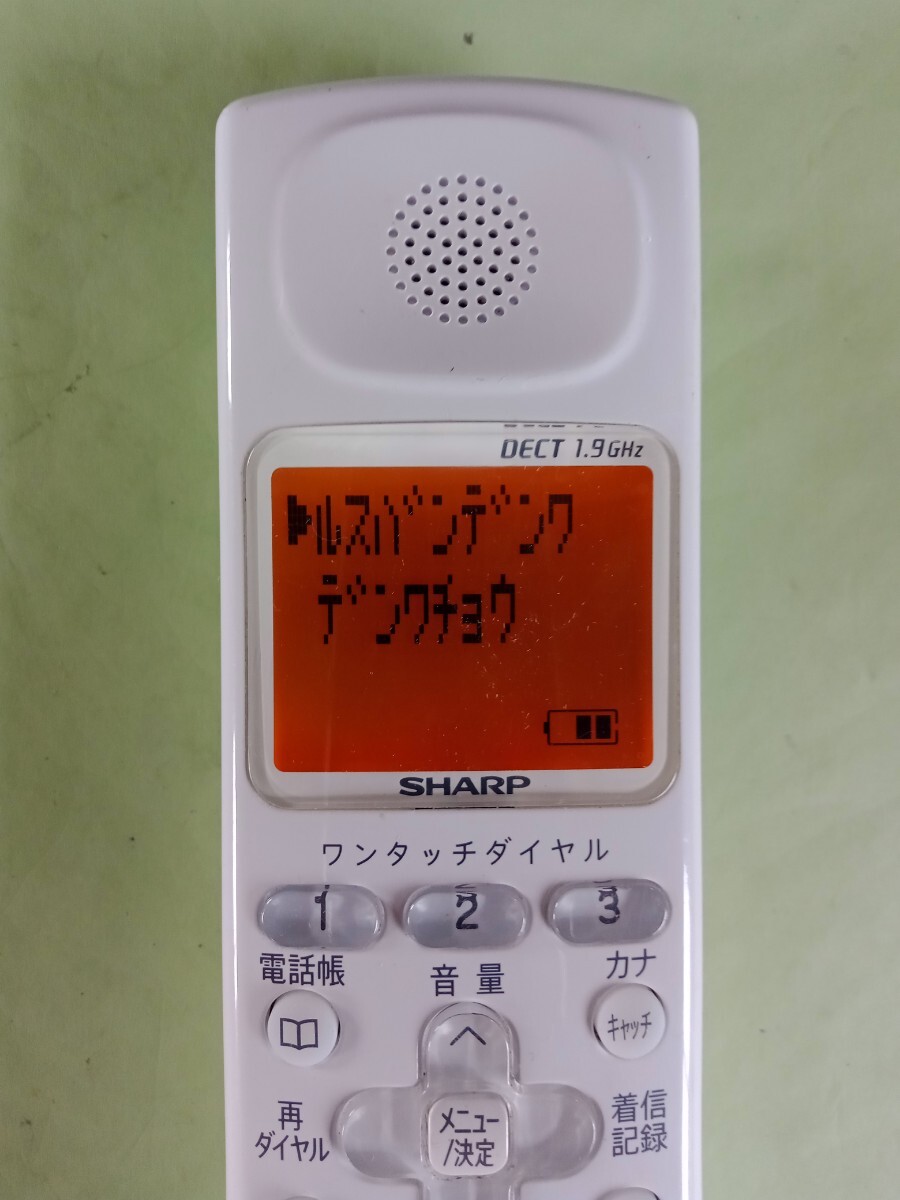 DECT 1.9GHz
▶ルスバンデンワ
デンワチョウ
SHARP
ワンタッチダイヤル
1 2 3
電話帳 音量 カナ
キャッチ
再ダイヤル
メニュー
/決定
着信
記録